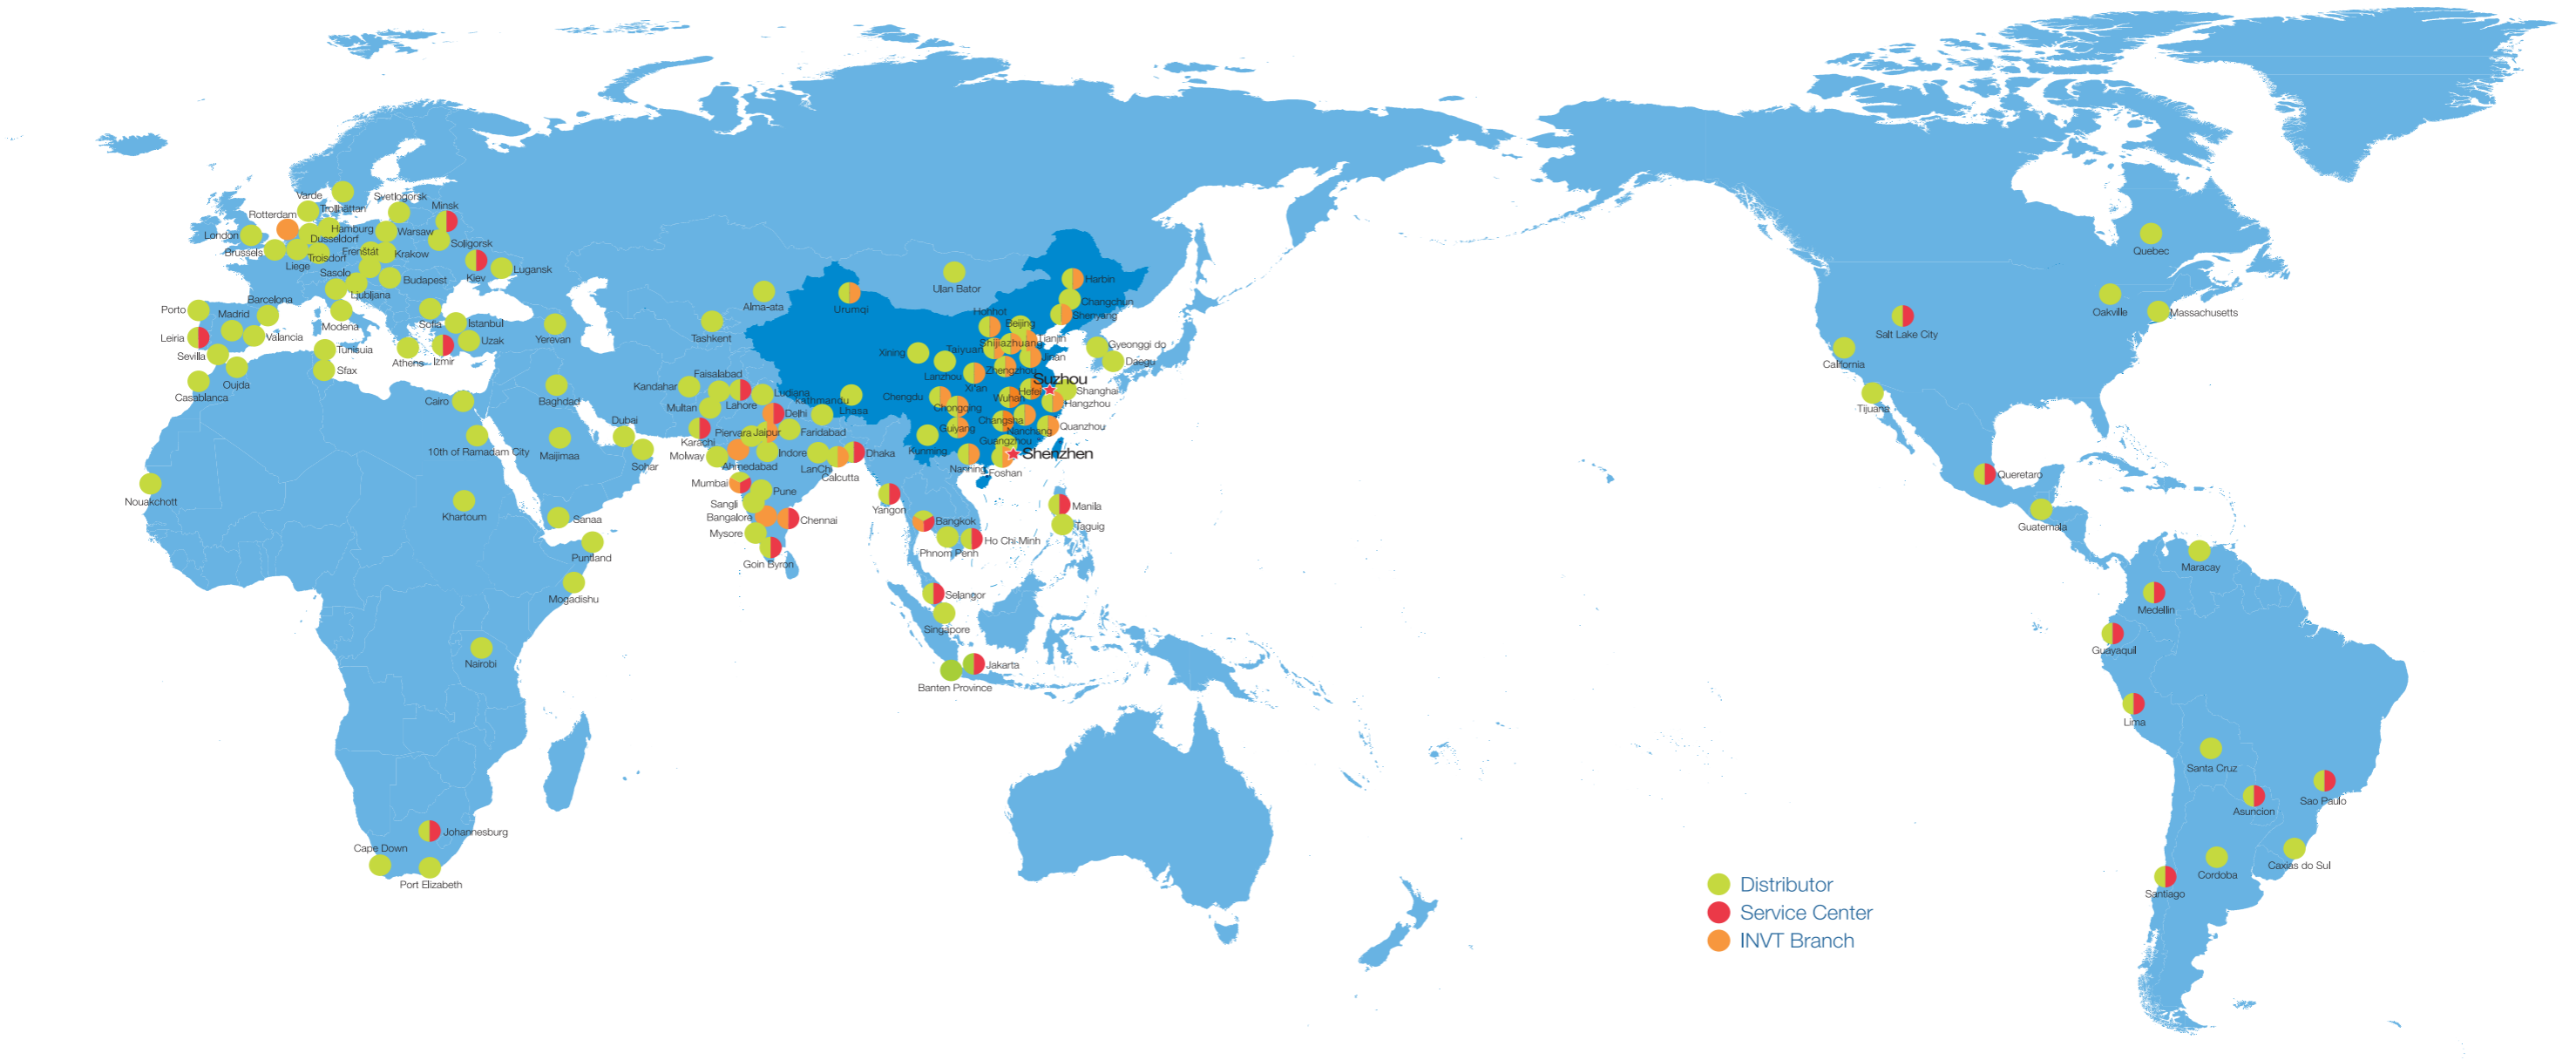 Varde
Trollhättan
Svetlogorsk
Minsk
Rotterdam
London
Hamburg
Warsaw
Dusseldorf
Soligorsk
Brussels
Liege
Troisdorf
Frenštát
Krakow
Sasolo
Kiev
Lugansk
Budapest
Ljubljana
Barcelona
Porto
Madrid
Modena
Sofia
Istanbul
Leiria
Valancia
Uzak
Sevilla
Tunisuia
Athens
Izmir
Oujda
Sfax
Casablanca
Yerevan
Cairo
Baghdad
10th of Ramadam City
Maijimaa
Dubai
Sohar
Nouakchott
Khartoum
Sanaa
Puntland
Mogadishu
Nairobi
Johannesburg
Cape Down
Port Elizabeth
Alma-ata
Tashkent
Urumqi
Ulan Bator
Harbin
Changchun
Hohhot
Beijing
Shenyang
Tianjin
Shijiazhuang
Taiyuan
Jinan
Xining
Lanzhou
Zhengzhou
Xi'an
Gyeonggi do
Daegu
Suzhou
Hefei
Shanghai
Wuhan
Hangzhou
Chengdu
Chongqing
Changsha
Nanchang
Quanzhou
Guiyang
Guangzhou
Kunming
Shenzhen
Nanning
Foshan
Lhasa
Kandahar
Faisalabad
Lahore
Ludiana
Kathmandu
Multan
Delhi
Karachi
Piervara
Jaipur
Faridabad
Molway
Ahmedabad
Indore
LanChi
Dhaka
Calcutta
Mumbai
Pune
Sangli
Bangalore
Chennai
Mysore
Goin Byron
Yangon
Bangkok
Phnom Penn
Ho Chi Minh
Manila
Taguig
Selangor
Singapore
Jakarta
Banten Province
Quebec
Oakville
Massachusetts
Salt Lake City
California
Tijuana
Queretaro
Guatemala
Maracay
Medellin
Guayaquil
Lima
Santa Cruz
Sao Paulo
Asuncion
Caxias do Sul
Cordoba
Santiago
Distributor
Service Center
INVT Branch